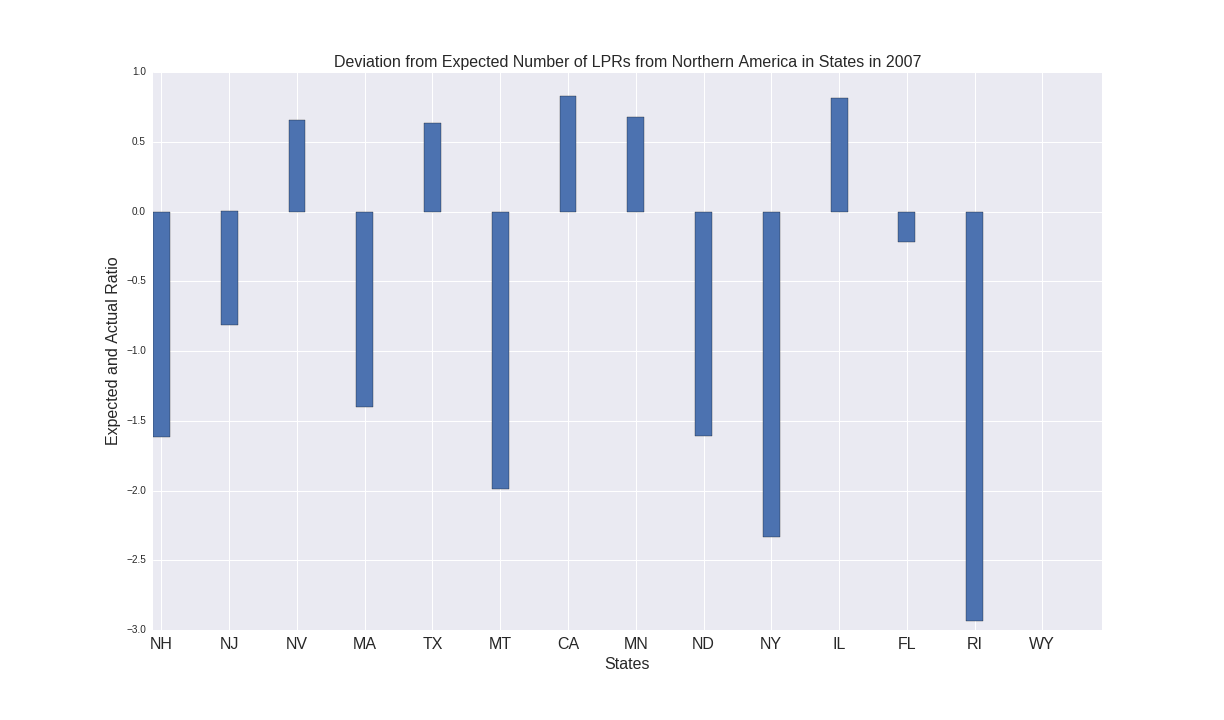 Deviation from Expected Number of LPRs from Northern America in States in 2007
1.0
0.5
0.0
−0.5
−1.0
−1.5
−2.0
−2.5
−3.0
Expected and Actual Ratio
NH NJ NV MA TX MT CA MN ND NY IL FL RI WY
States